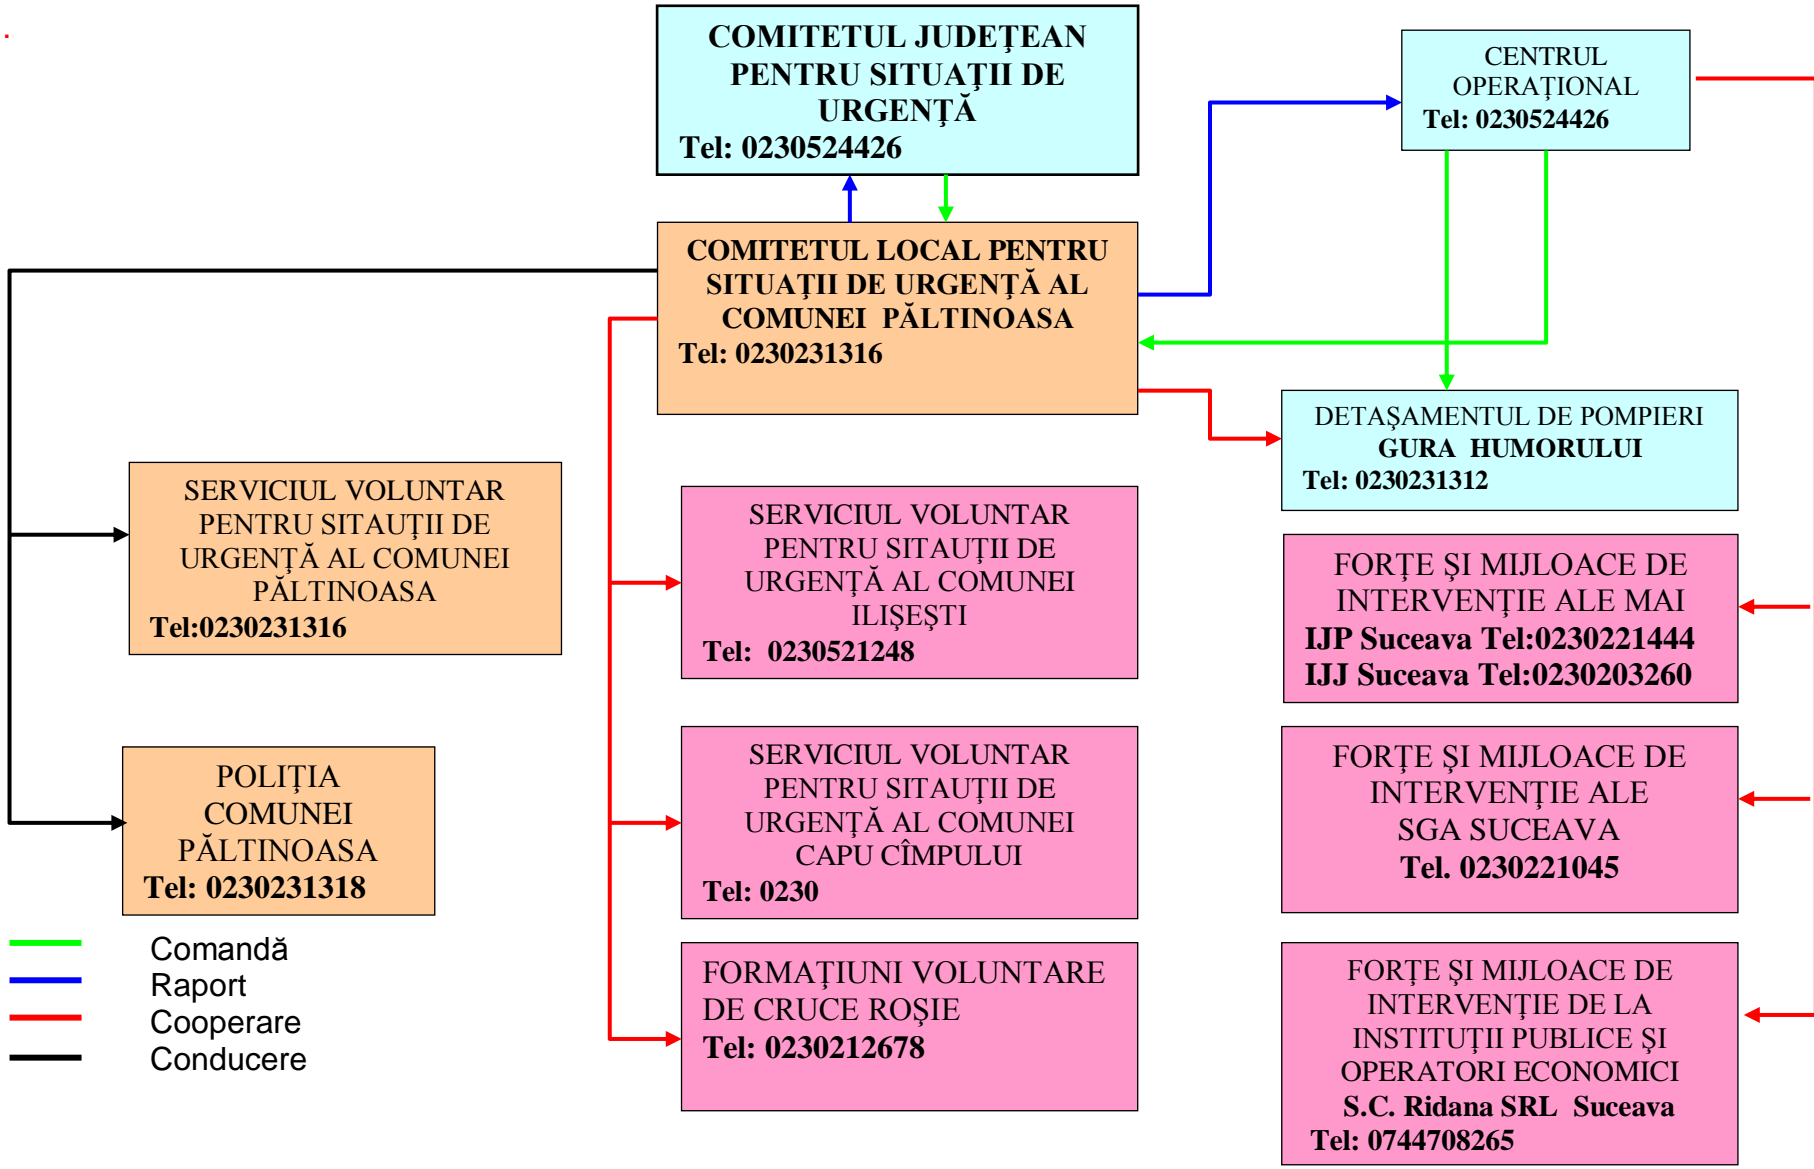 COMITETUL JUDEŢEAN
PENTRU SITUAŢII DE
URGENŢĂ
Tel: 0230524426
CENTRUL
OPERAŢIONAL
Tel: 0230524426
COMITETUL LOCAL PENTRU
SITUAŢII DE URGENŢĂ AL
COMUNEI PĂLTINOASA
Tel: 0230231316
DETAŞAMENTUL DE POMPIERI
GURA HUMORULUI
Tel: 0230231312
SERVICIUL VOLUNTAR
PENTRU SITAUŢII DE
URGENŢĂ AL COMUNEI
PĂLTINOASA
Tel:0230231316
SERVICIUL VOLUNTAR
PENTRU SITAUŢII DE
URGENŢĂ AL COMUNEI
ILIŞEŞTI
Tel: 0230521248
FORŢE ŞI MIJLOACE DE
INTERVENŢIE ALE MAI
IJP Suceava Tel:0230221444
IJJ Suceava Tel:0230203260
POLIŢIA
COMUNEI
PĂLTINOASA
Tel: 0230231318
SERVICIUL VOLUNTAR
PENTRU SITAUŢII DE
URGENŢĂ AL COMUNEI
CAPU CÎMPULUI
Tel: 0230
FORŢE ŞI MIJLOACE DE
INTERVENŢIE ALE
SGA SUCEAVA
Tel. 0230221045
FORMAŢIUNI VOLUNTARE
DE CRUCE ROŞIE
Tel: 0230212678
FORŢE ŞI MIJLOACE DE
INTERVENŢIE DE LA
INSTITUŢII PUBLICE ŞI
OPERATORI ECONOMICI
S.C. Ridana SRL Suceava
Tel: 0744708265
Comandă
Raport
Cooperare
Conducere